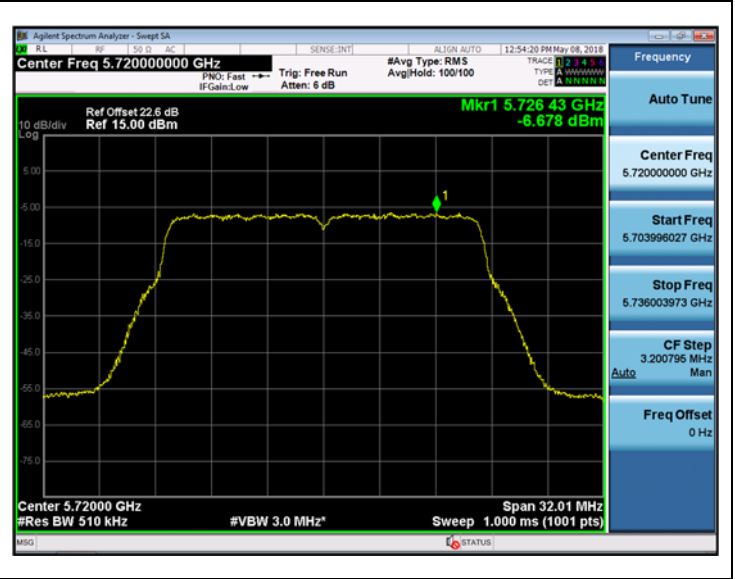 Agilent Spectrum Analyzer - Swept SA
RL RF 50 Ω AC SENSE:INT ALIGN AUTO 12:54:20 PM May 08, 2018
Center Freq 5.720000000 GHz
PNO: Fast
IFGain:Low
Trig: Free Run
Atten: 6 dB
#Avg Type: RMS
Avg|Hold: 100/100
TRACE 1 2 3 4 5 6
TYPE A WWWWW
DET A N N N N N
Ref Offset 22.6 dB
10 dB/div Ref 15.00 dBm
Log
Mkr1 5.726 43 GHz
-6.678 dBm
1
5.00
-5.00
-15.0
-25.0
-35.0
-45.0
-55.0
-65.0
-75.0
Center 5.72000 GHz
#Res BW 510 kHz
#VBW 3.0 MHz*
Span 32.01 MHz
Sweep 1.000 ms (1001 pts)
MSG
STATUS
Frequency
Auto Tune
Center Freq
5.720000000 GHz
Start Freq
5.703996027 GHz
Stop Freq
5.736003973 GHz
CF Step
3.200795 MHz
Auto Man
Freq Offset
0 Hz